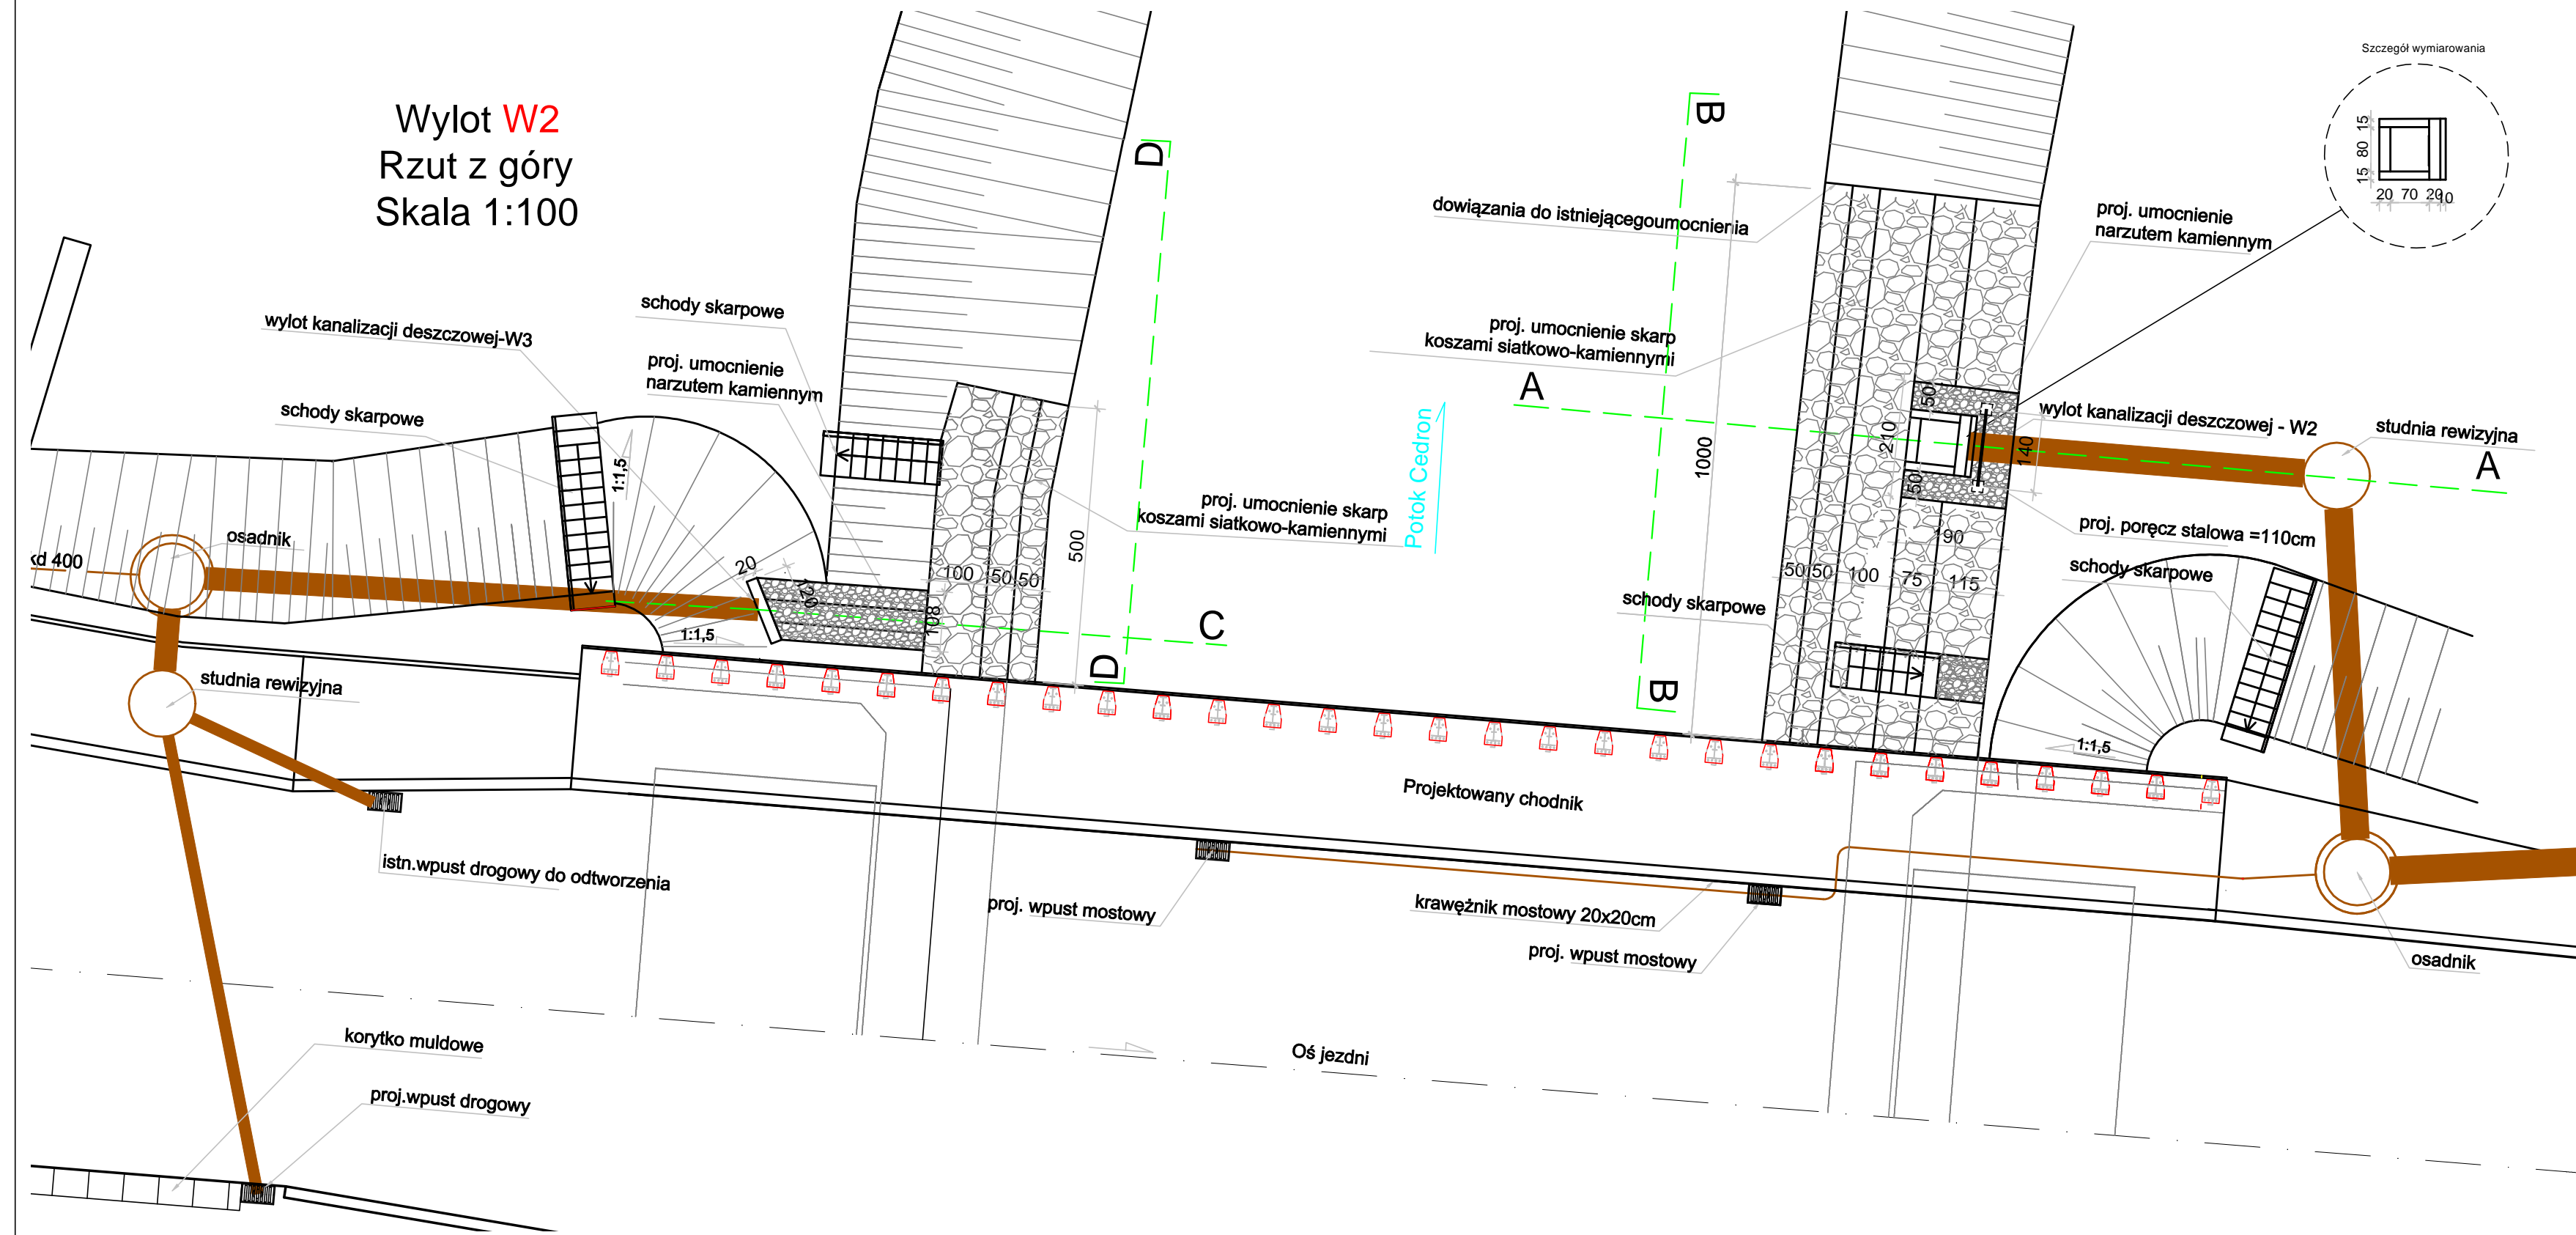 Wylot W2
Rzut z góry
Skala 1:100
Szczegół wymiarowania
15
80
15
20 70 20 10
D
B
dowiązania do istniejącegoumocnienia
proj. umocnienie
narzutem kamiennym
schody skarpowe
wylot kanalizacji deszczowej-W3
proj. umocnienie
narzutem kamiennym
schody skarpowe
proj. umocnienie skarp
koszami siatkowo-kamiennymi
A
Potok Cedron
1000
50
210
50
140
wylot kanalizacji deszczowej - W2
studnia rewizyjna
A
1:1,5
proj. umocnienie skarp
koszami siatkowo-kamiennymi
500
proj. poręcz stalowa =110cm
190
osadnik
kd 400
20
120
100 50 50
108
50 50 100 75 115
schody skarpowe
schody skarpowe
C
1:1,5
D
B
1:1,5
studnia rewizyjna
Projektowany chodnik
istn.wpust drogowy do odtworzenia
proj. wpust mostowy
krawężnik mostowy 20x20cm
proj. wpust mostowy
osadnik
korytko muldowe
Oś jezdni
proj.wpust drogowy